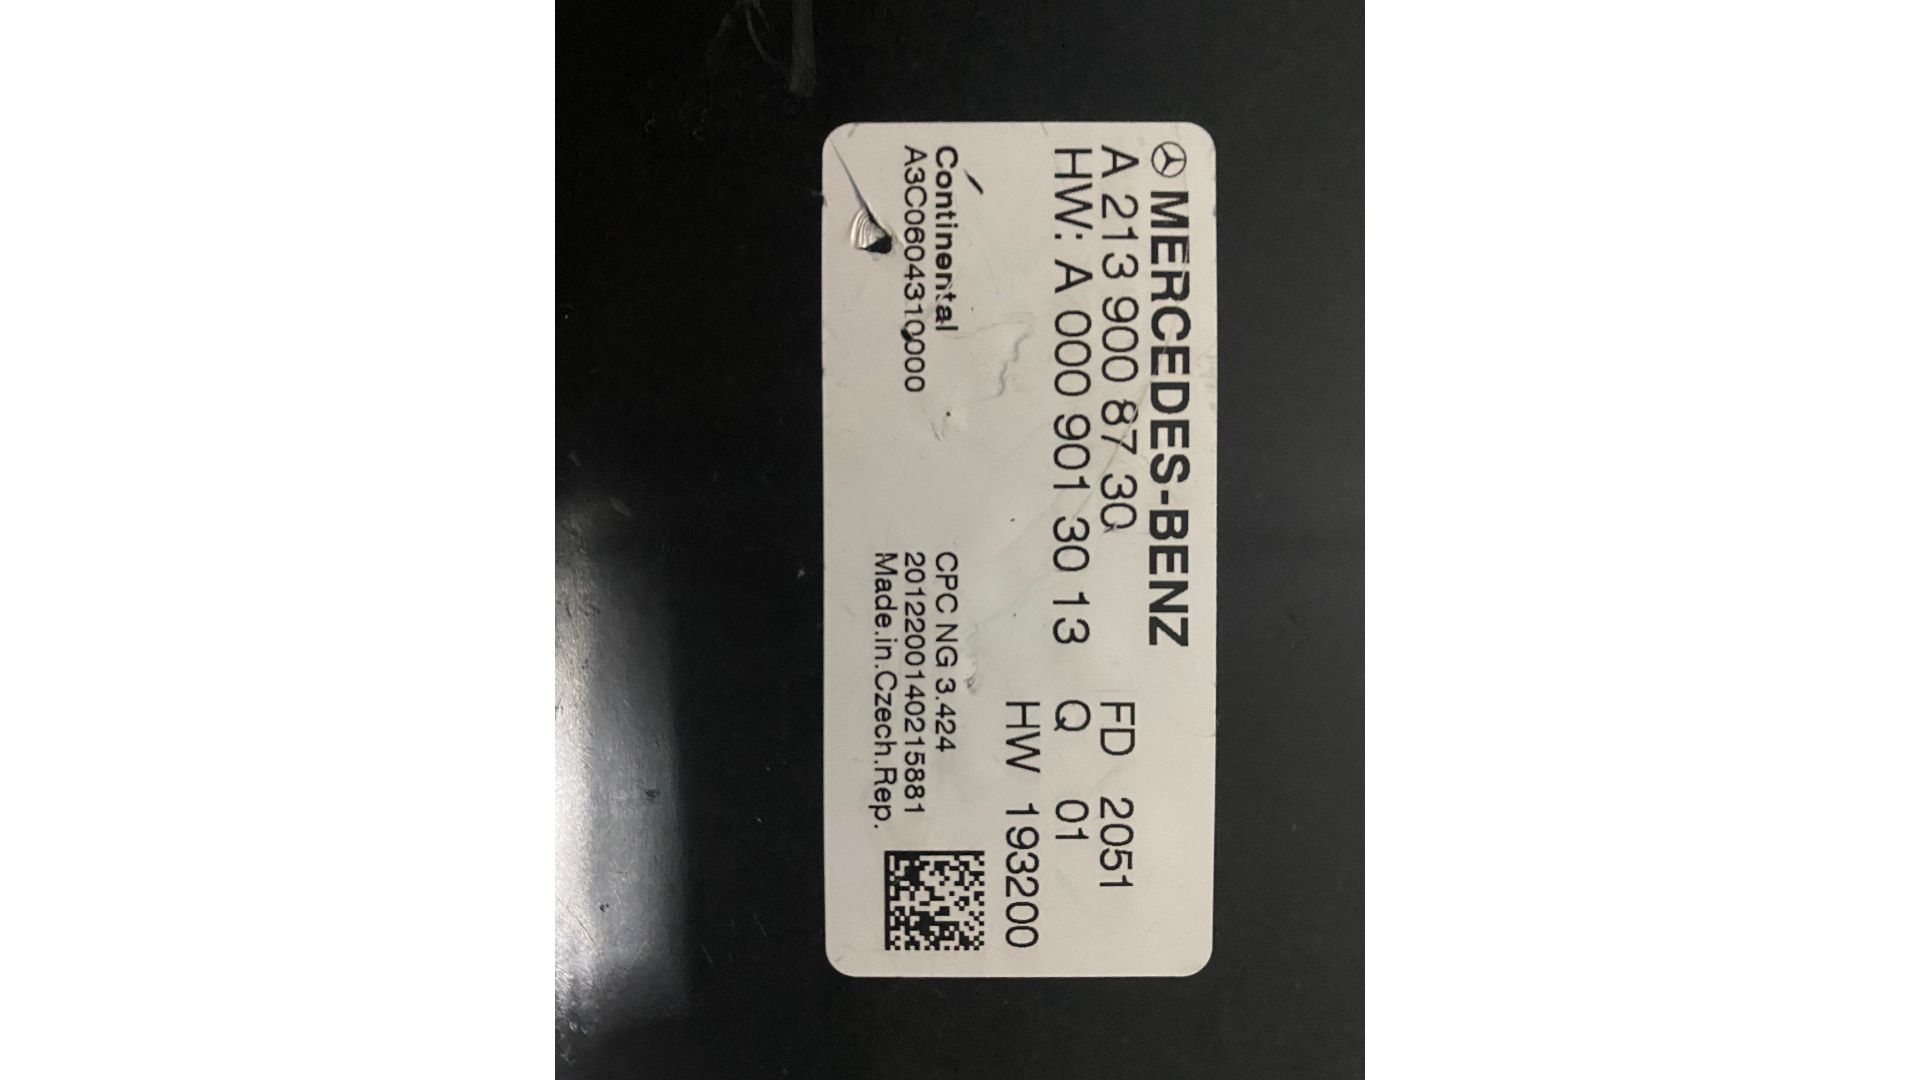 MERCEDES-BENZ
A 213 900 87 30 FD 2051
HW: A 000 901 30 13 Q 01
HW 193200
Continental CPC NG 3.424
A3C0604310000 2012200140215881
Made.in.Czech.Rep.